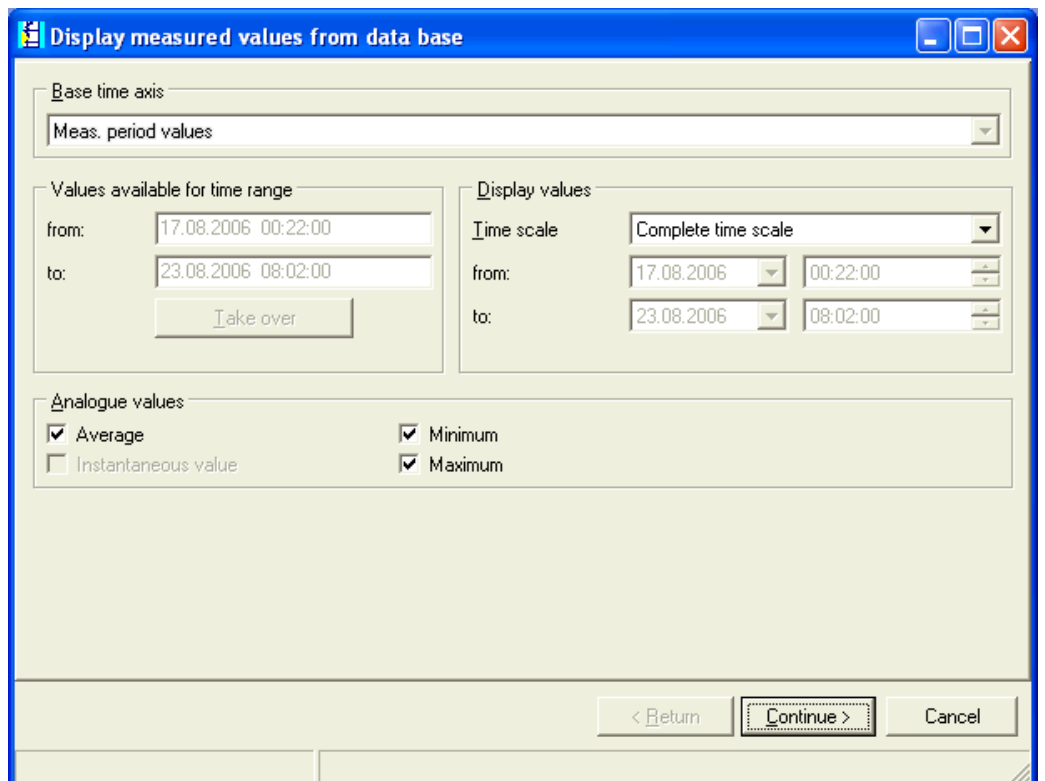 Display measured values from data base
Base time axis
Meas. period values
Values available for time range
from: 17.08.2006 00:22:00
to: 23.08.2006 08:02:00
Take over
Display values
Time scale Complete time scale
from: 17.08.2006 00:22:00
to: 23.08.2006 08:02:00
Analogue values
Average Minimum
Instantaneous value Maximum
< Return Continue > Cancel